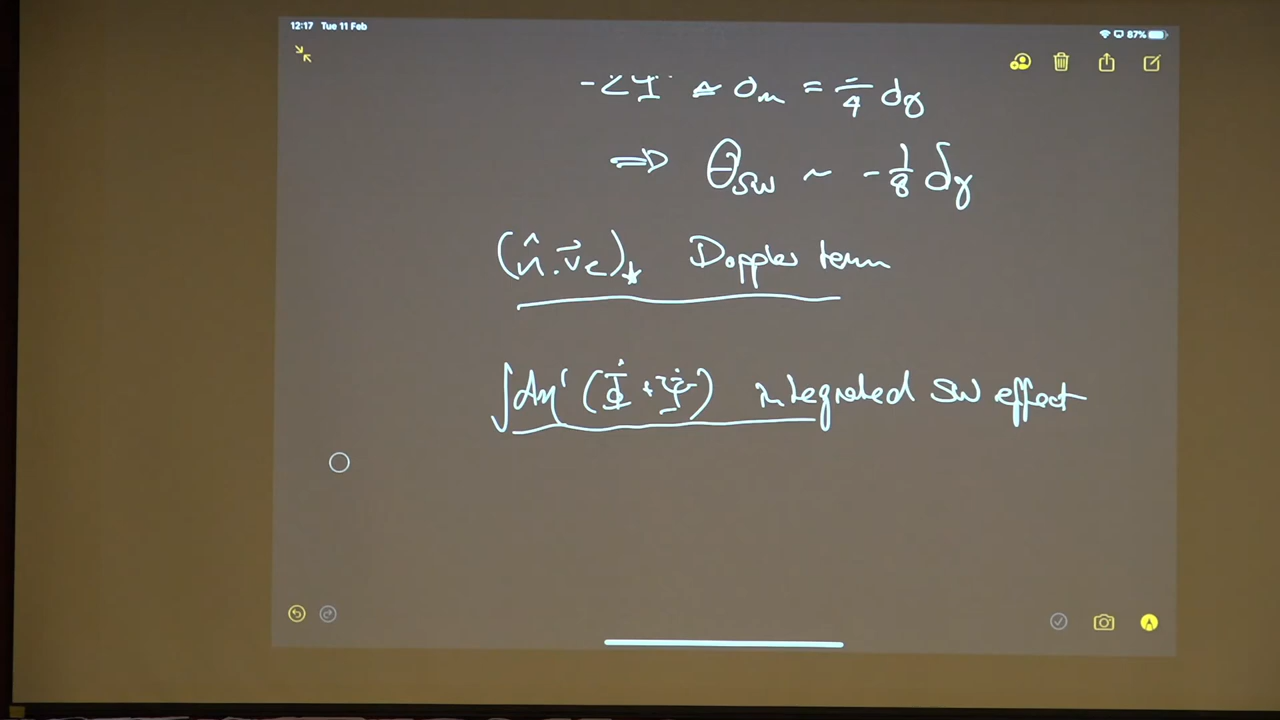 12:17 Tue 11 Feb
87%
-2Ψ ≃ δm = 3/4 δγ
⇒ θSW ~ -1/8 δγ
(n̂.v⃗e)⋆ Doppler term
∫dη' (Φ̇ + Ψ̇) integrated SW effect